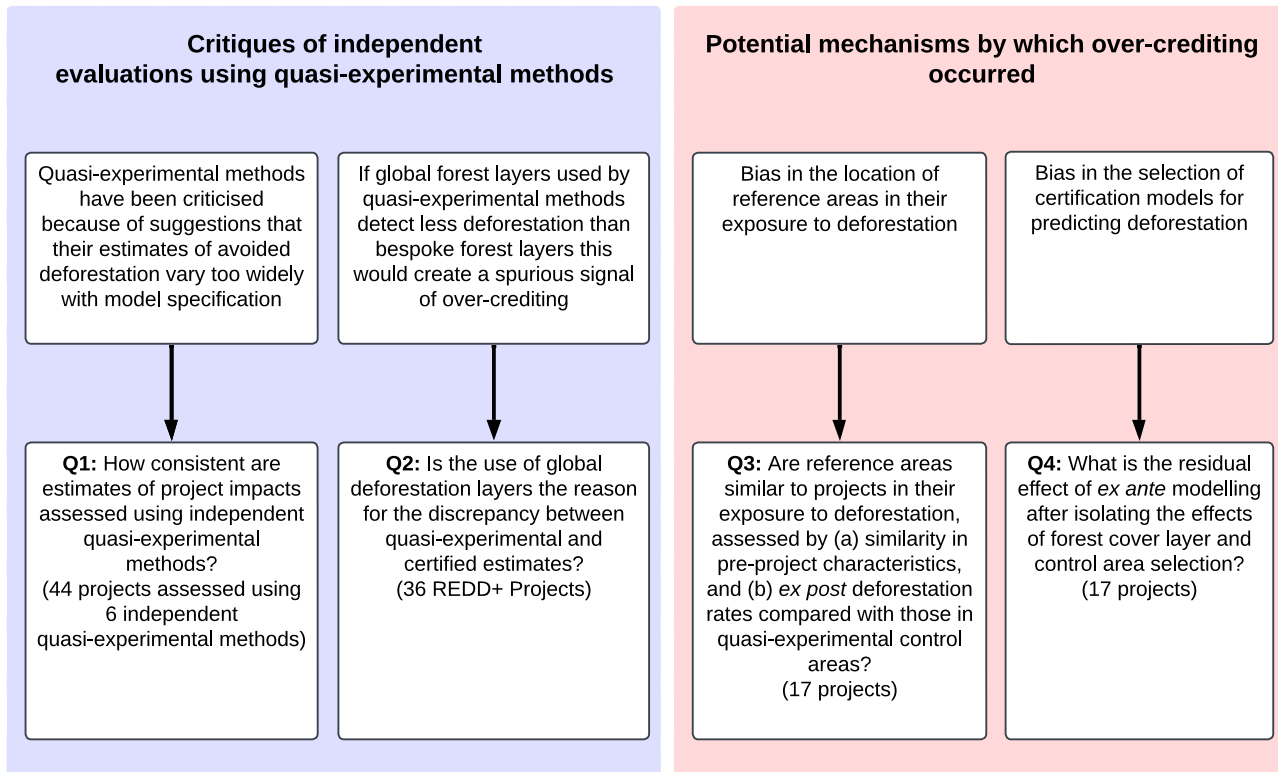 Critiques of independent
evaluations using quasi-experimental methods
Quasi-experimental methods
have been criticised
because of suggestions that
their estimates of avoided
deforestation vary too widely
with model specification
If global forest layers used by
quasi-experimental methods
detect less deforestation than
bespoke forest layers this
would create a spurious signal
of over-crediting
Q1: How consistent are
estimates of project impacts
assessed using independent
quasi-experimental
methods?
(44 projects assessed using
6 independent
quasi-experimental methods)
Q2: Is the use of global
deforestation layers the reason
for the discrepancy between
quasi-experimental and
certified estimates?
(36 REDD+ Projects)
Potential mechanisms by which over-crediting
occurred
Bias in the location of
reference areas in their
exposure to deforestation
Bias in the selection of
certification models for
predicting deforestation
Q3: Are reference areas
similar to projects in their
exposure to deforestation,
assessed by (a) similarity in
pre-project characteristics,
and (b) ex post deforestation
rates compared with those in
quasi-experimental control
areas?
(17 projects)
Q4: What is the residual
effect of ex ante modelling
after isolating the effects
of forest cover layer and
control area selection?
(17 projects)